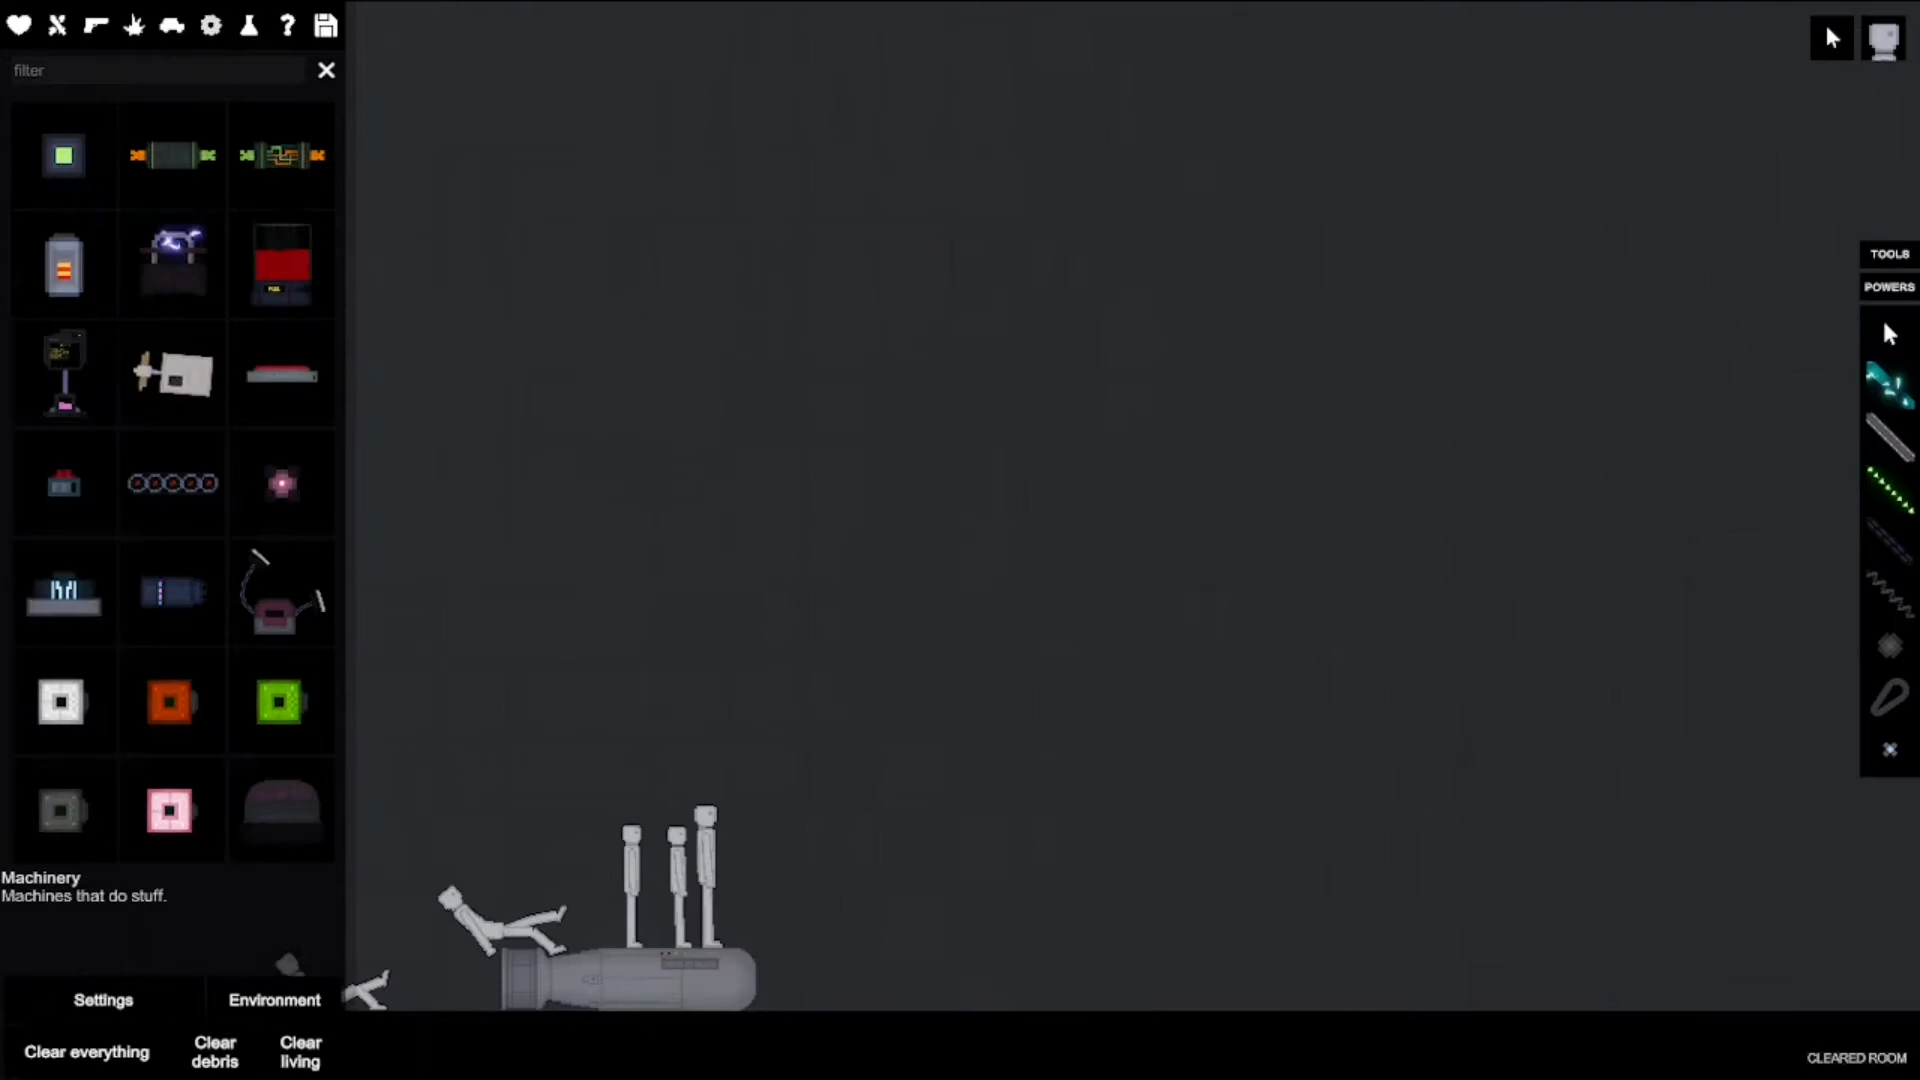 filter
TOOLS
POWERS
Machinery
Machines that do stuff.
Settings
Environment
Clear everything
Clear
debris
Clear
living
CLEARED ROOM